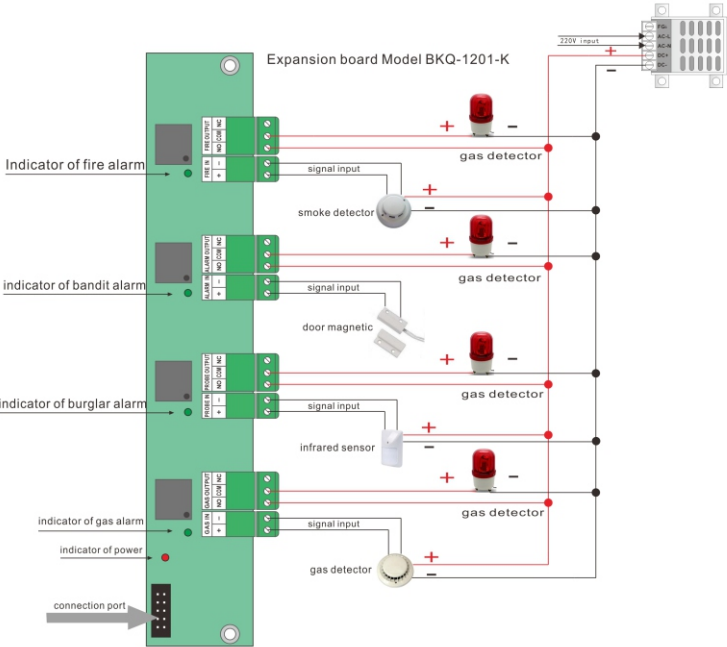 Expansion board Model BKQ-1201-K
220V input
FG-
AC-L
AC-N
DC+
DC-
+
−
FIRE OUTPUT
NO COM NC
FIRE IN
+ −
Indicator of fire alarm
signal input
+ −
gas detector
smoke detector
+
−
ALARM OUTPUT
NO COM NC
ALARM IN
+ −
indicator of bandit alarm
signal input
+ −
gas detector
door magnetic
PROBE OUTPUT
NO COM NC
PROBE IN
+ −
indicator of burglar alarm
signal input
+ −
gas detector
infrared sensor
+
−
GAS OUTPUT
NO COM NC
GAS IN
+ −
indicator of gas alarm
signal input
+ −
gas detector
indicator of power
gas detector
+
−
connection port